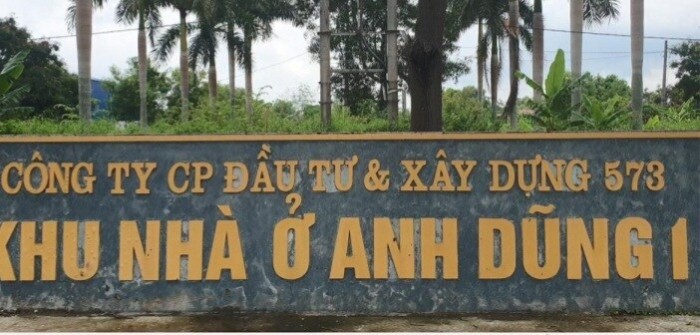 CÔNG TY CP ĐẦU TƯ & XÂY DỰNG 573
KHU NHÀ Ở ANH DŨNG 1